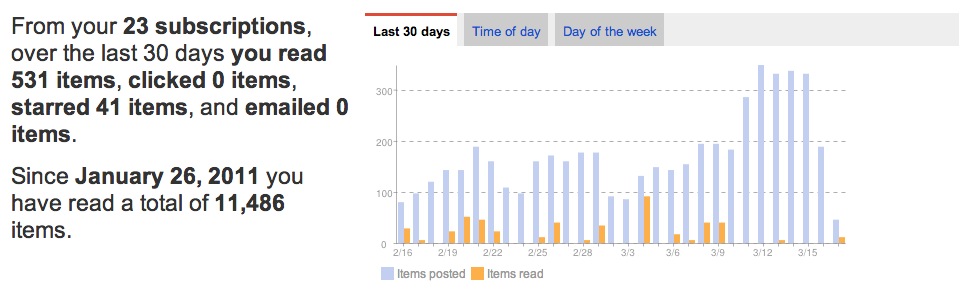 From your 23 subscriptions,
over the last 30 days you read
531 items, clicked 0 items,
starred 41 items, and emailed 0
items.
Since January 26, 2011 you
have read a total of 11,486
items.
Last 30 days Time of day Day of the week
300
200
100
0
2/16 2/19 2/22 2/25 2/28 3/3 3/6 3/9 3/12 3/15
Items posted Items read